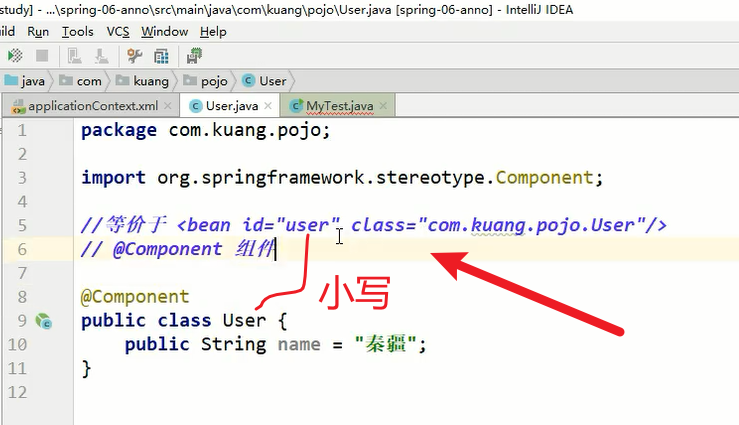 study] - ...\spring-06-anno\src\main\java\com\kuang\pojo\User.java [spring-06-anno] - IntelliJ IDEA
ild Run Tools VCS Window Help
java com kuang pojo User
applicationContext.xml User.java MyTest.java
1 package com.kuang.pojo;
2
3 import org.springframework.stereotype.Component;
4
5 //等价于 <bean id="user" class="com.kuang.pojo.User"/>
6 // @Component 组件
7
8 @Component
小写
9 public class User {
10 public String name = "秦疆";
11 }
12